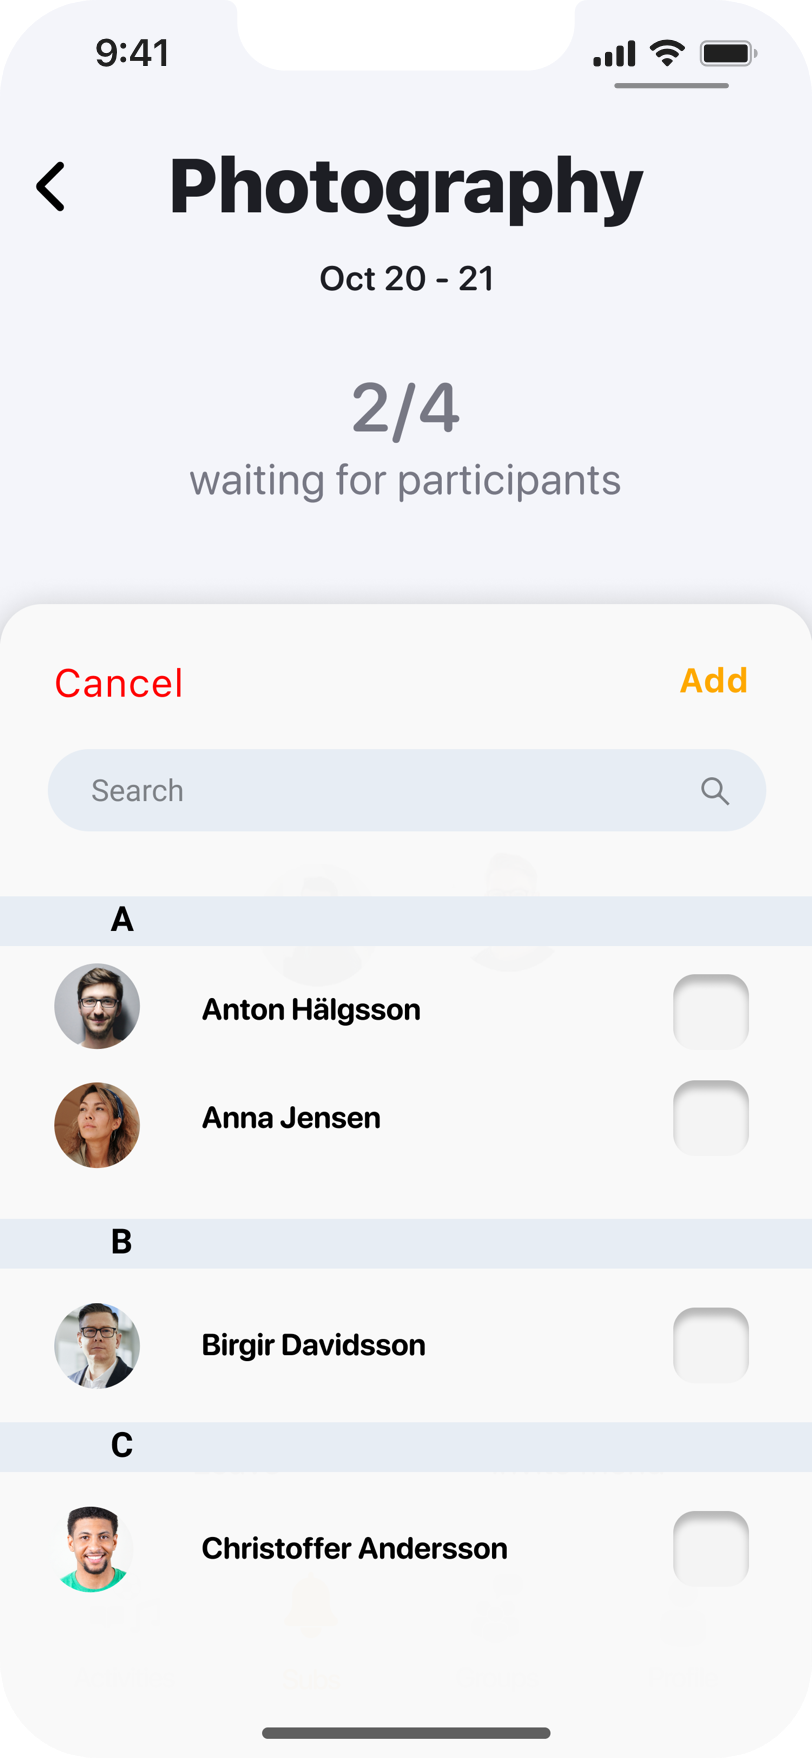 9:41
Photography
Oct 20 - 21
2/4
waiting for participants
Cancel
Add
Search
A
Anton Hälgsson
Anna Jensen
B
Birgir Davidsson
C
Christoffer Andersson